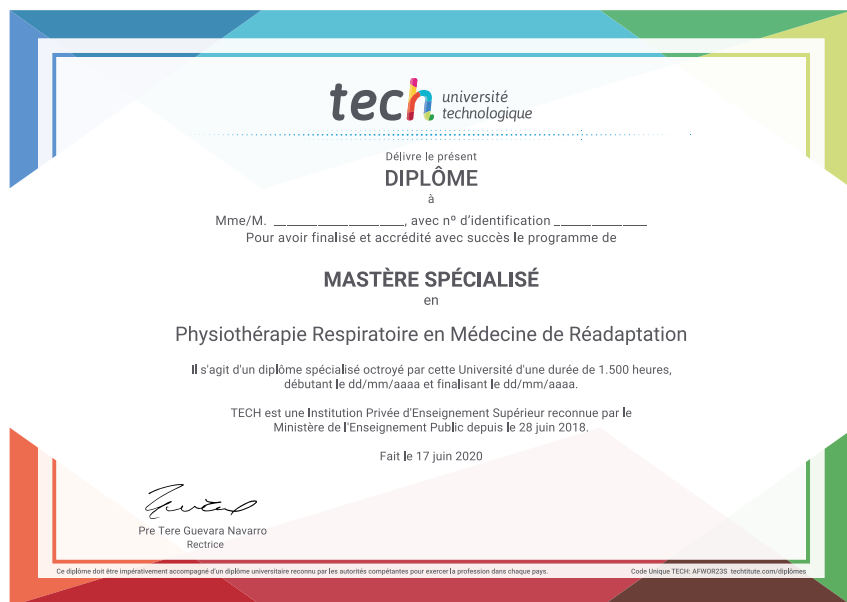 tech université
technologique
Délivre le présent
DIPLÔME
à
Mme/M. ____________________, avec nº d'identification ______________
Pour avoir finalisé et accrédité avec succès le programme de
MASTÈRE SPÉCIALISÉ
en
Physiothérapie Respiratoire en Médecine de Réadaptation
Il s'agit d'un diplôme spécialisé octroyé par cette Université d'une durée de 1.500 heures,
débutant le dd/mm/aaaa et finalisant le dd/mm/aaaa.
TECH est une Institution Privée d'Enseignement Supérieur reconnue par le
Ministère de l'Enseignement Public depuis le 28 juin 2018.
Fait le 17 juin 2020
Pre Tere Guevara Navarro
Rectrice
Ce diplôme doit être impérativement accompagné d'un diplôme universitaire reconnu par les autorités compétantes pour exercer la profession dans chaque pays.
Code Unique TECH: AFWOR23S techtitute.com/diplômes